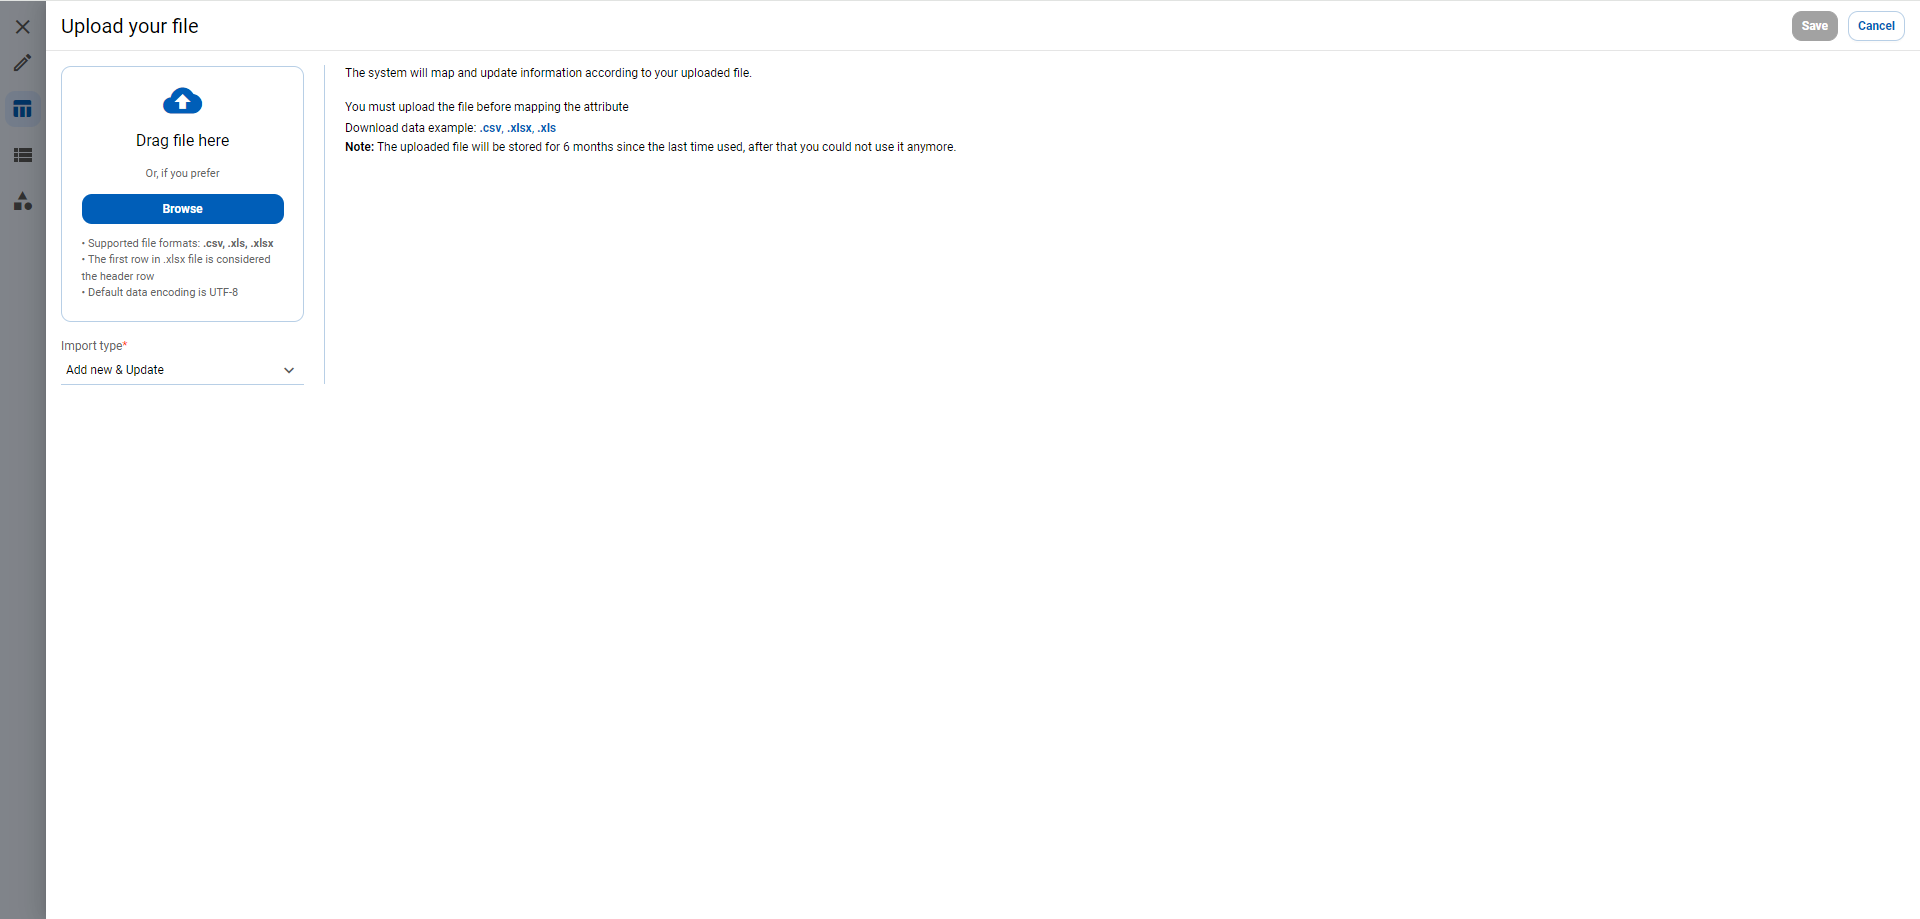 Upload your file
Save
Cancel
Drag file here
Or, if you prefer
Browse
• Supported file formats: .csv, .xls, .xlsx
• The first row in .xlsx file is considered
the header row
• Default data encoding is UTF-8
Import type*
Add new & Update
The system will map and update information according to your uploaded file.
You must upload the file before mapping the attribute
Download data example: .csv, .xlsx, .xls
Note: The uploaded file will be stored for 6 months since the last time used, after that you could not use it anymore.